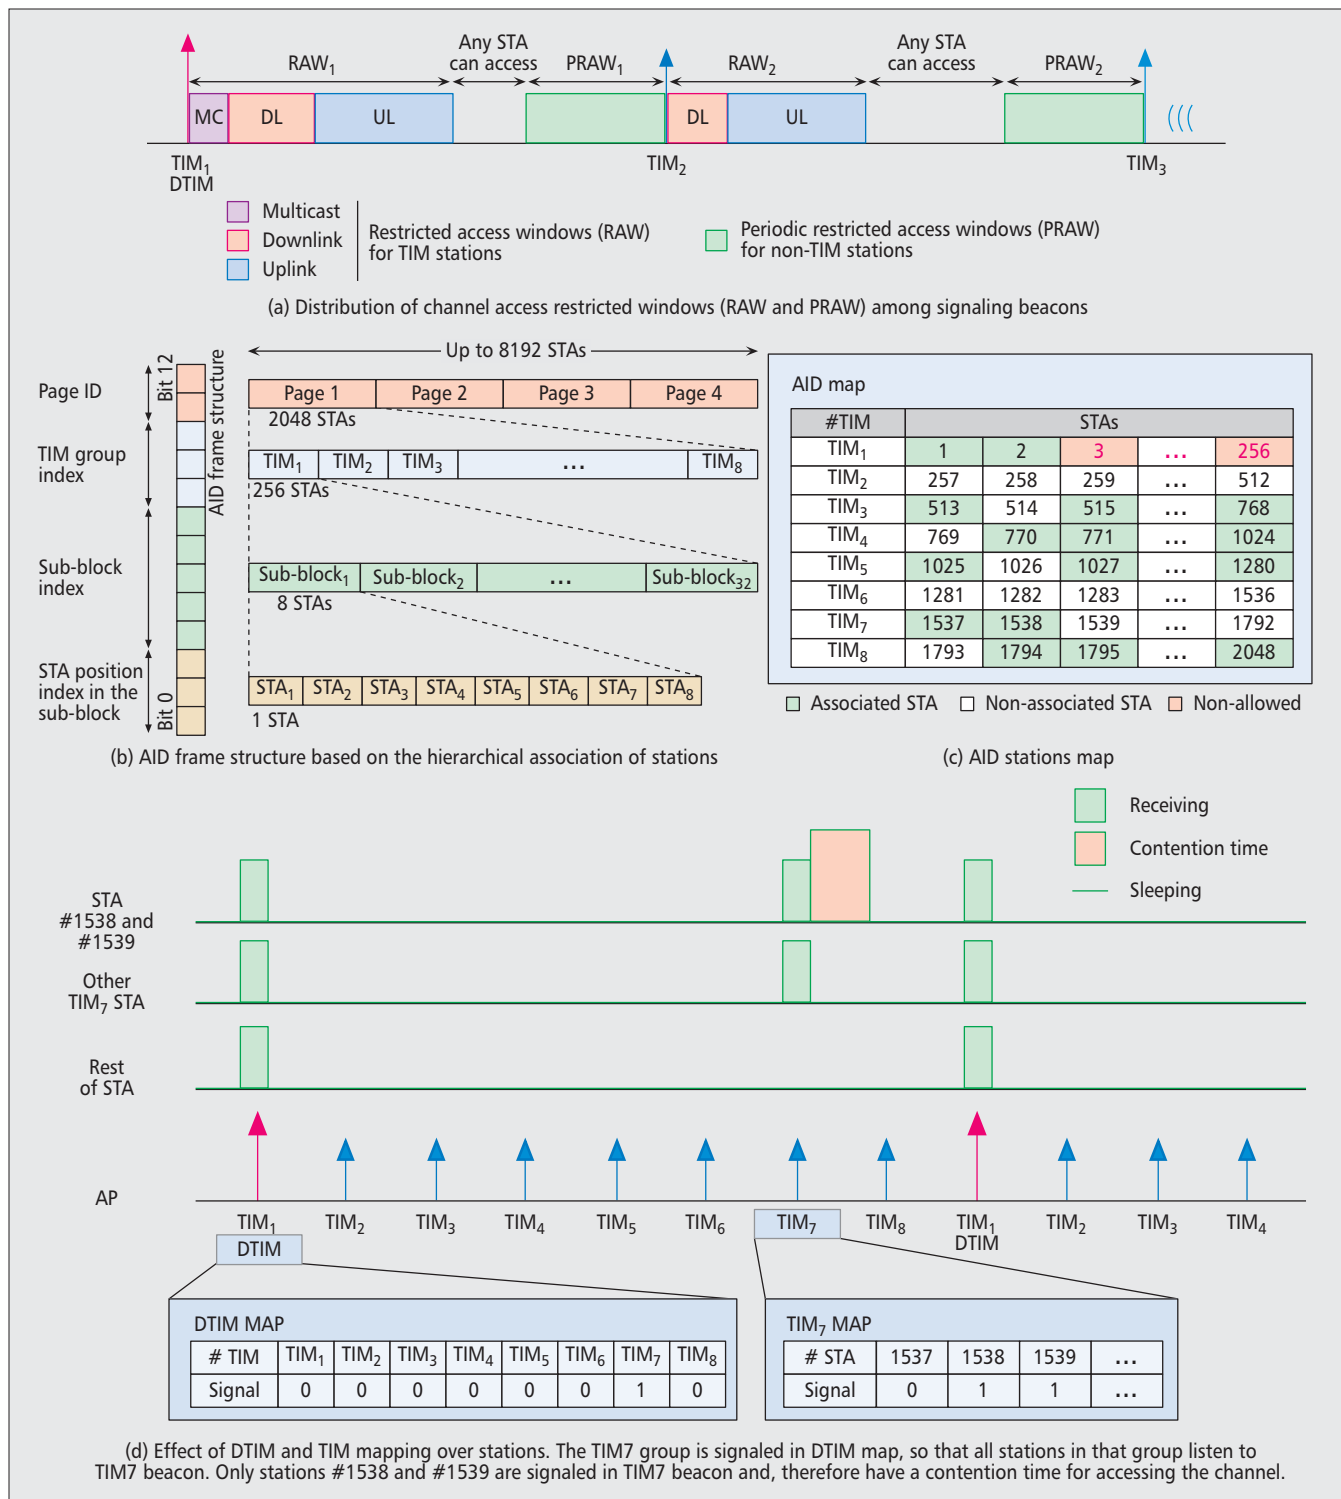 RAW1
Any STA
can access
PRAW1
RAW2
Any STA
can access
PRAW2
MC
DL
UL
DL
UL
TIM1
DTIM
TIM2
TIM3
Multicast
Downlink
Uplink
Restricted access windows (RAW)
for TIM stations
Periodic restricted access windows (PRAW)
for non-TIM stations
(a) Distribution of channel access restricted windows (RAW and PRAW) among signaling beacons
Page ID
TIM group
index
Sub-block
index
STA position
index in the
sub-block
Bit 12
Bit 0
AID frame structure
Up to 8192 STAs
Page 1 Page 2 Page 3 Page 4
2048 STAs
TIM1 TIM2 TIM3 ... TIM8
256 STAs
Sub-block1 Sub-block2 ... Sub-block32
8 STAs
STA1 STA2 STA3 STA4 STA5 STA6 STA7 STA8
1 STA
(b) AID frame structure based on the hierarchical association of stations
AID map
#TIM STAs
TIM1 1 2 3 ... 256
TIM2 257 258 259 ... 512
TIM3 513 514 515 ... 768
TIM4 769 770 771 ... 1024
TIM5 1025 1026 1027 ... 1280
TIM6 1281 1282 1283 ... 1536
TIM7 1537 1538 1539 ... 1792
TIM8 1793 1794 1795 ... 2048
Associated STA Non-associated STA Non-allowed
(c) AID stations map
Receiving
Contention time
Sleeping
STA
#1538 and
#1539
Other
TIM7 STA
Rest
of STA
AP
TIM1 TIM2 TIM3 TIM4 TIM5 TIM6 TIM7 TIM8 TIM1 TIM2 TIM3 TIM4
DTIM DTIM
DTIM MAP
# TIM TIM1 TIM2 TIM3 TIM4 TIM5 TIM6 TIM7 TIM8
Signal 0 0 0 0 0 0 1 0
TIM7 MAP
# STA 1537 1538 1539 ...
Signal 0 1 1 ...
(d) Effect of DTIM and TIM mapping over stations. The TIM7 group is signaled in DTIM map, so that all stations in that group listen to
TIM7 beacon. Only stations #1538 and #1539 are signaled in TIM7 beacon and, therefore have a contention time for accessing the channel.